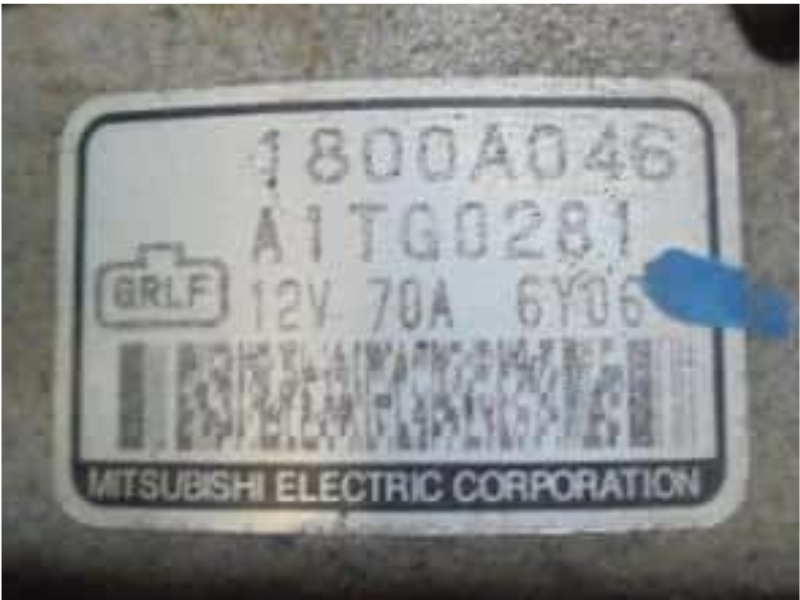 1800A046
A1TG0281
GRLF
12V 70A 6Y06
MITSUBISHI ELECTRIC CORPORATION